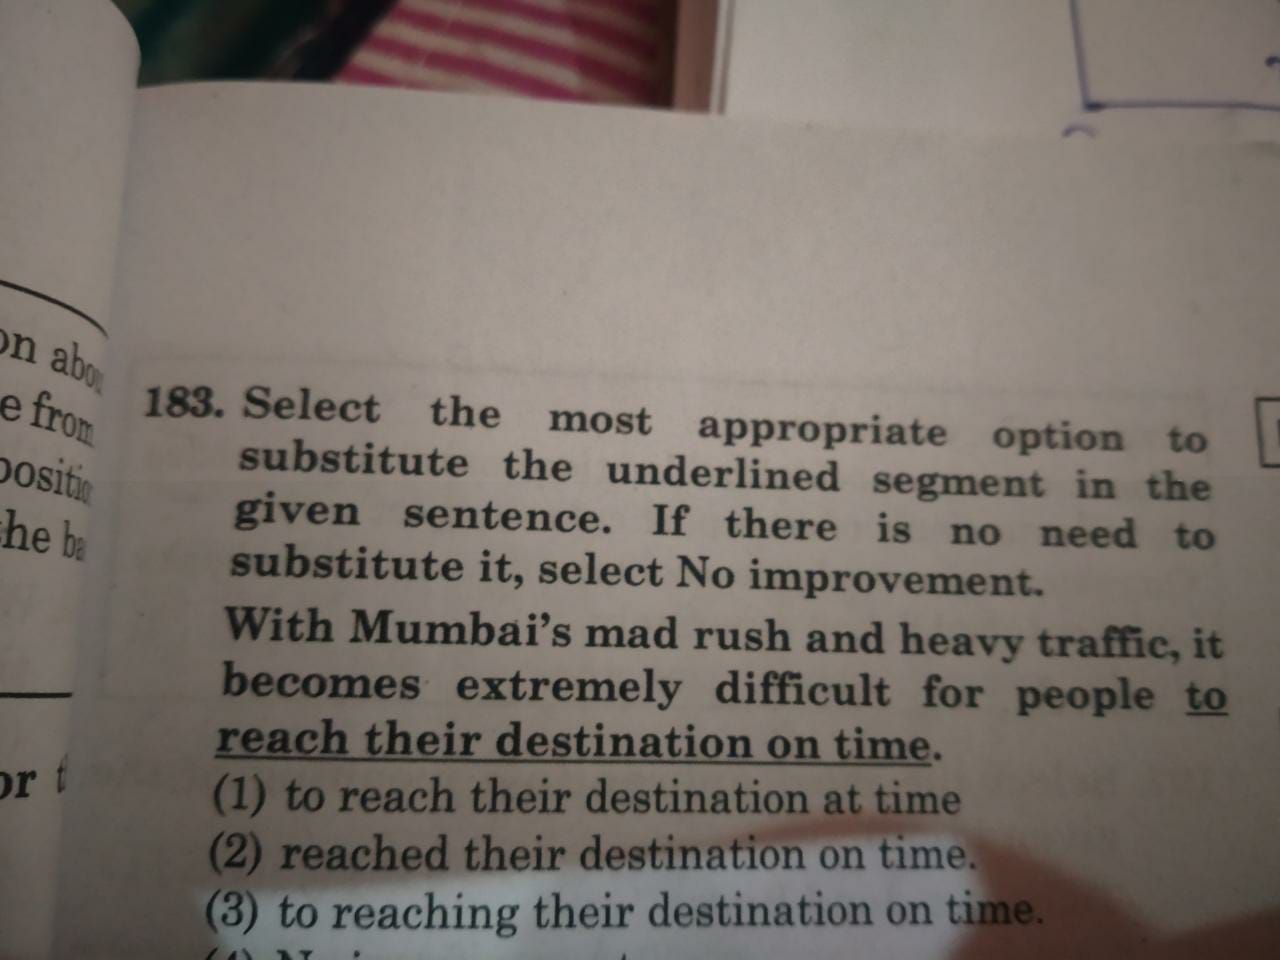 on abou
e from
positio
the ba
or t
183. Select the most appropriate option to
substitute the underlined segment in the
given sentence. If there is no need to
substitute it, select No improvement.
With Mumbai's mad rush and heavy traffic, it
becomes extremely difficult for people to
reach their destination on time.
(1) to reach their destination at time
(2) reached their destination on time.
(3) to reaching their destination on time.